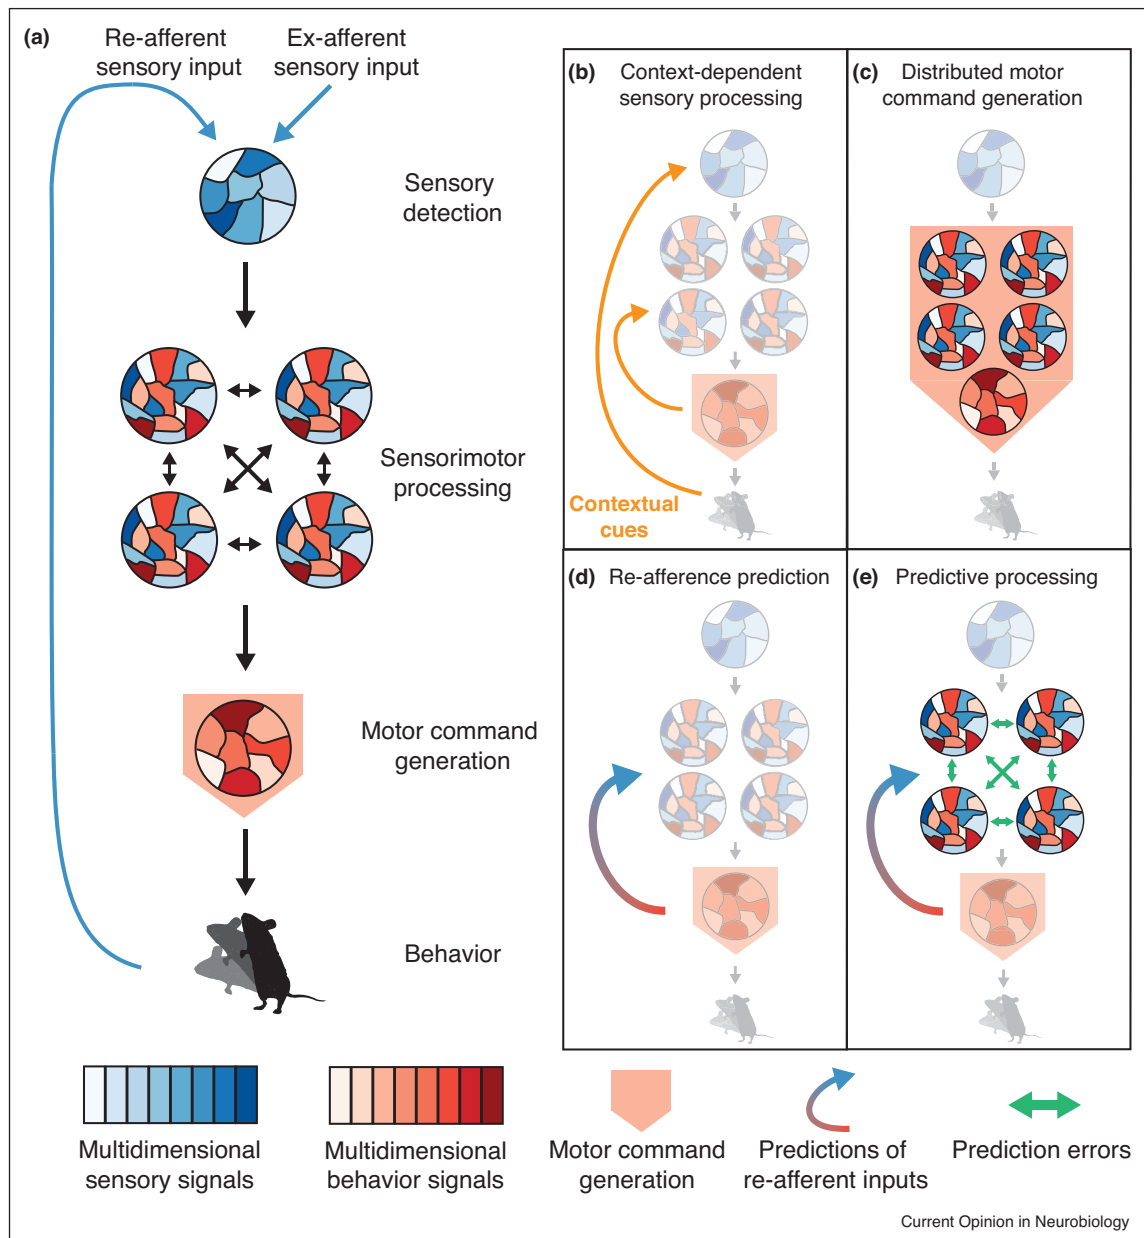 (a)
Re-afferent
sensory input
Ex-afferent
sensory input
Sensory
detection
Sensorimotor
processing
Motor command
generation
Behavior
(b) Context-dependent
sensory processing
Contextual
cues
(c) Distributed motor
command generation
(d) Re-afference prediction
(e) Predictive processing
Multidimensional
sensory signals
Multidimensional
behavior signals
Motor command
generation
Predictions of
re-afferent inputs
Prediction errors
Current Opinion in Neurobiology